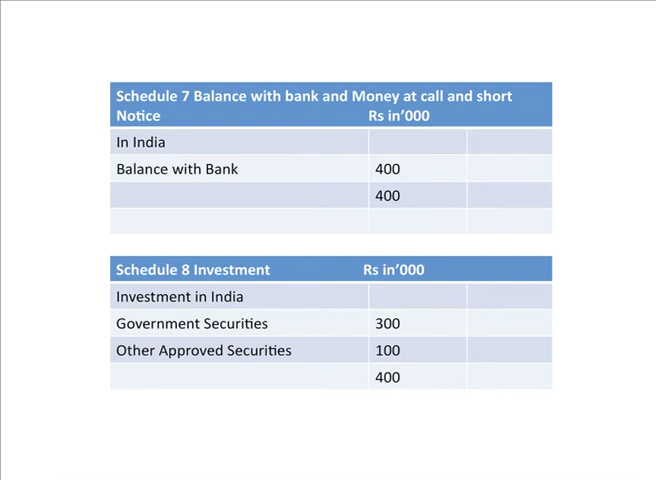 Schedule 7 Balance with bank and Money at call and short
Notice Rs in’000
In India
Balance with Bank 400
400
Schedule 8 Investment Rs in’000
Investment in India
Government Securities 300
Other Approved Securities 100
400